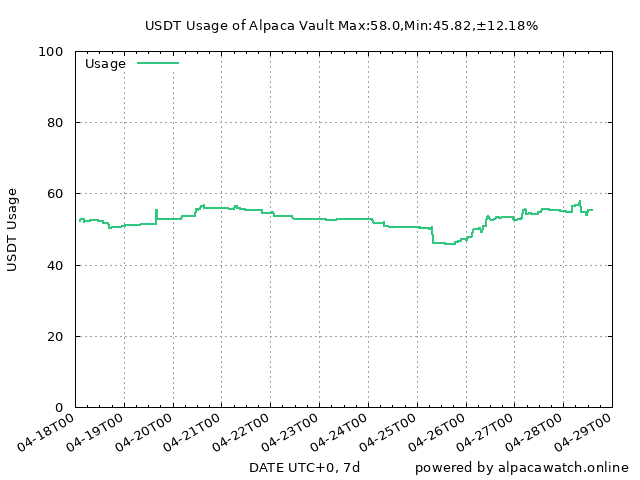 USDT Usage of Alpaca Vault Max:58.0,Min:45.82,±12.18%
Usage
100
80
60
40
20
0
USDT Usage
04-18T00
04-19T00
04-20T00
04-21T00
04-22T00
04-23T00
04-24T00
04-25T00
04-26T00
04-27T00
04-28T00
04-29T00
DATE UTC+0, 7d
powered by alpacawatch.online